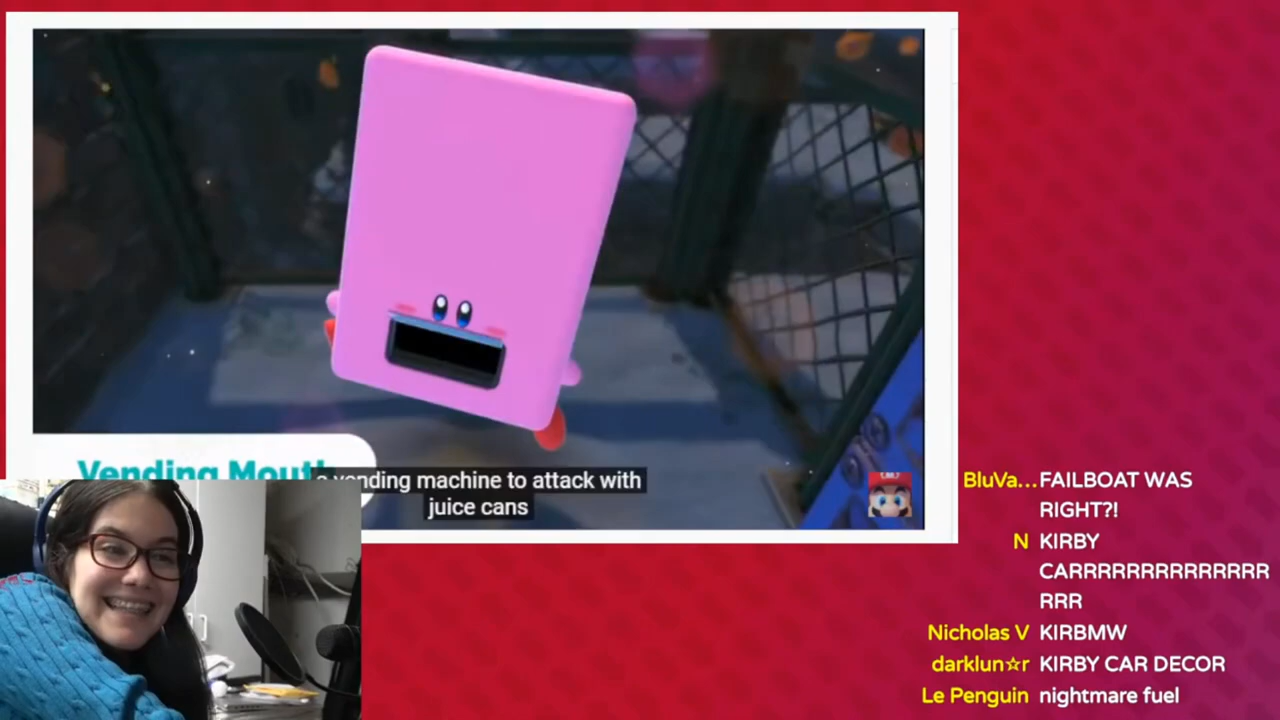 Vending Mouth
a vending machine to attack with
juice cans
BluVa... FAILBOAT WAS
RIGHT?!
N KIRBY
CARRRRRRRRRRRRRR
RRR
Nicholas V KIRBMW
darklun☆r KIRBY CAR DECOR
Le Penguin nightmare fuel